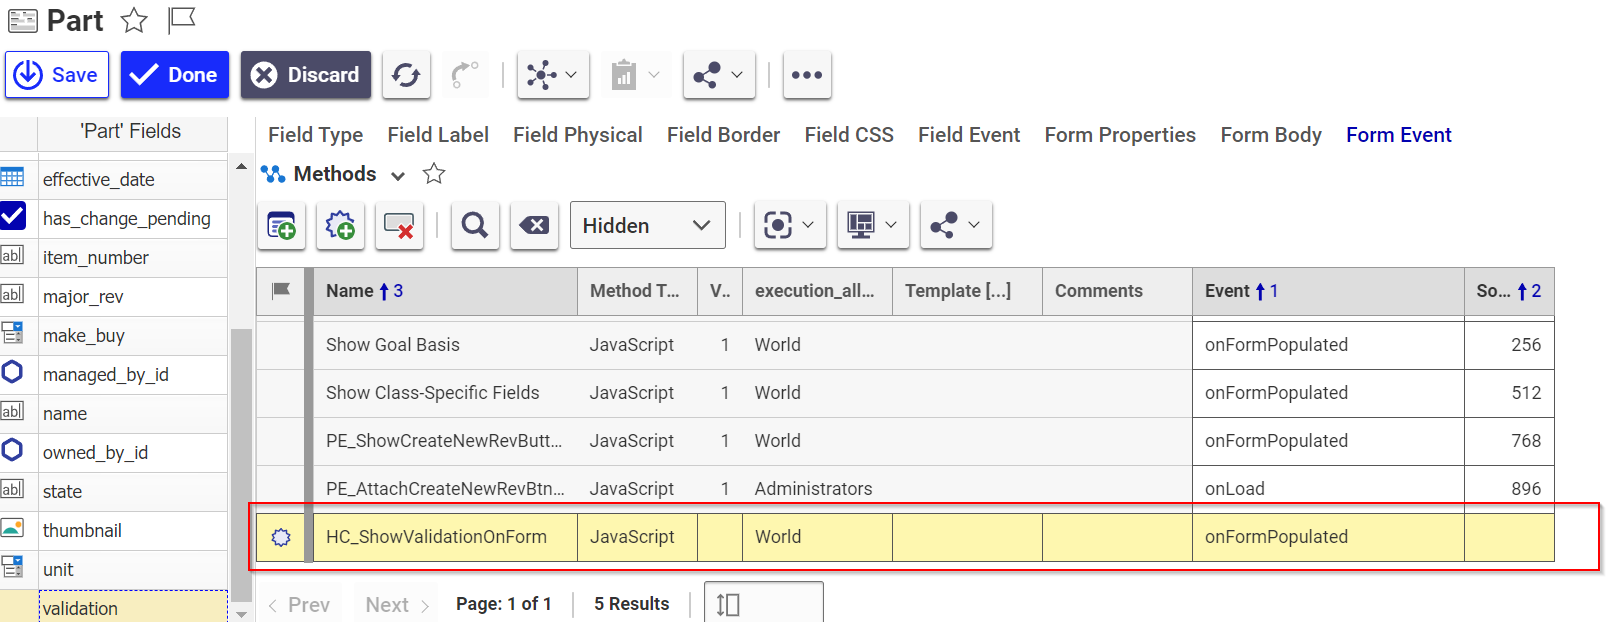 Part
Save Done Discard
'Part' Fields
effective_date
has_change_pending
item_number
major_rev
make_buy
managed_by_id
name
owned_by_id
state
thumbnail
unit
validation
Field Type Field Label Field Physical Field Border Field CSS Field Event Form Properties Form Body Form Event
Methods
Hidden
Name 3 Method T... V.. execution_all... Template [...] Comments Event 1 So... 2
Show Goal Basis JavaScript 1 World onFormPopulated 256
Show Class-Specific Fields JavaScript 1 World onFormPopulated 512
PE_ShowCreateNewRevButt... JavaScript 1 World onFormPopulated 768
PE_AttachCreateNewRevBtn... JavaScript 1 Administrators onLoad 896
HC_ShowValidationOnForm JavaScript World onFormPopulated
Prev Next Page: 1 of 1 5 Results